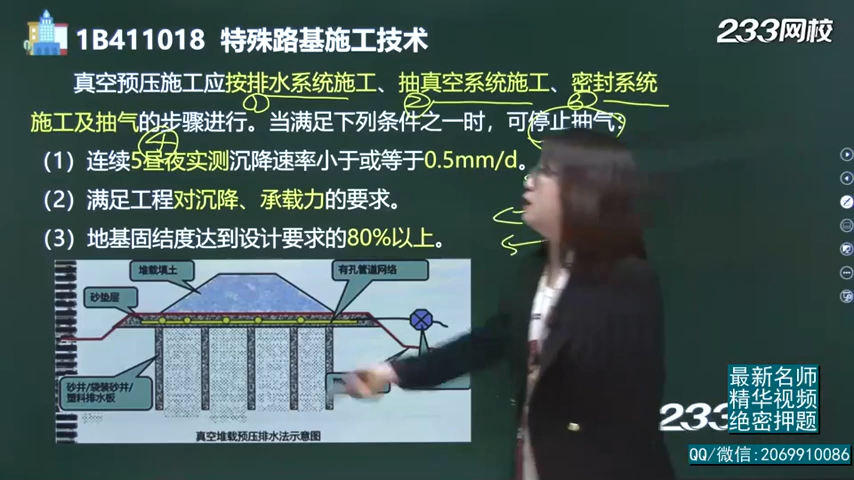 1B411018 特殊路基施工技术
233网校
真空预压施工应按排水系统施工、抽真空系统施工、密封系统
施工及抽气的步骤进行。当满足下列条件之一时，可停止抽气：
（1）连续5昼夜实测沉降速率小于或等于0.5mm/d。
（2）满足工程对沉降、承载力的要求。
（3）地基固结度达到设计要求的80%以上。
堆载填土
有孔管道网络
砂垫层
砂井/袋装砂井/
塑料排水板
真空堆载预压排水法示意图
233
最新名师
精华视频
绝密押题
QQ/微信:2069910086